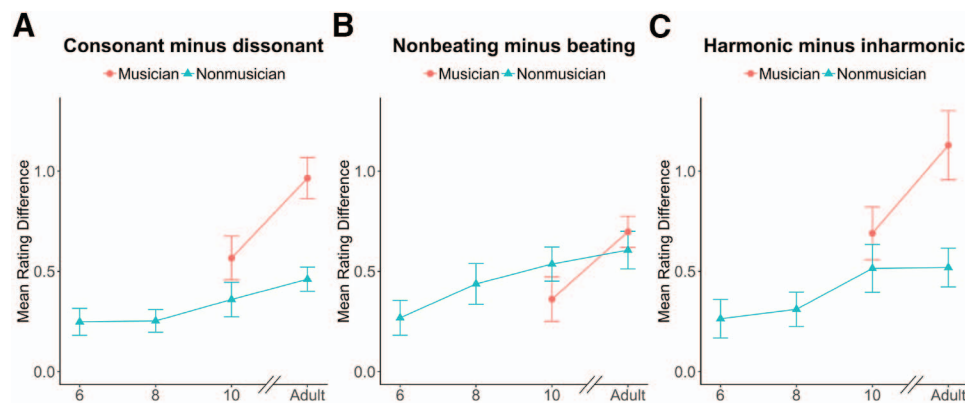 A
Consonant minus dissonant
Musician Nonmusician
Mean Rating Difference
1.0
0.5
0.0
6 8 10 Adult
B
Nonbeating minus beating
Musician Nonmusician
Mean Rating Difference
1.0
0.5
0.0
6 8 10 Adult
C
Harmonic minus inharmonic
Musician Nonmusician
Mean Rating Difference
1.0
0.5
0.0
6 8 10 Adult